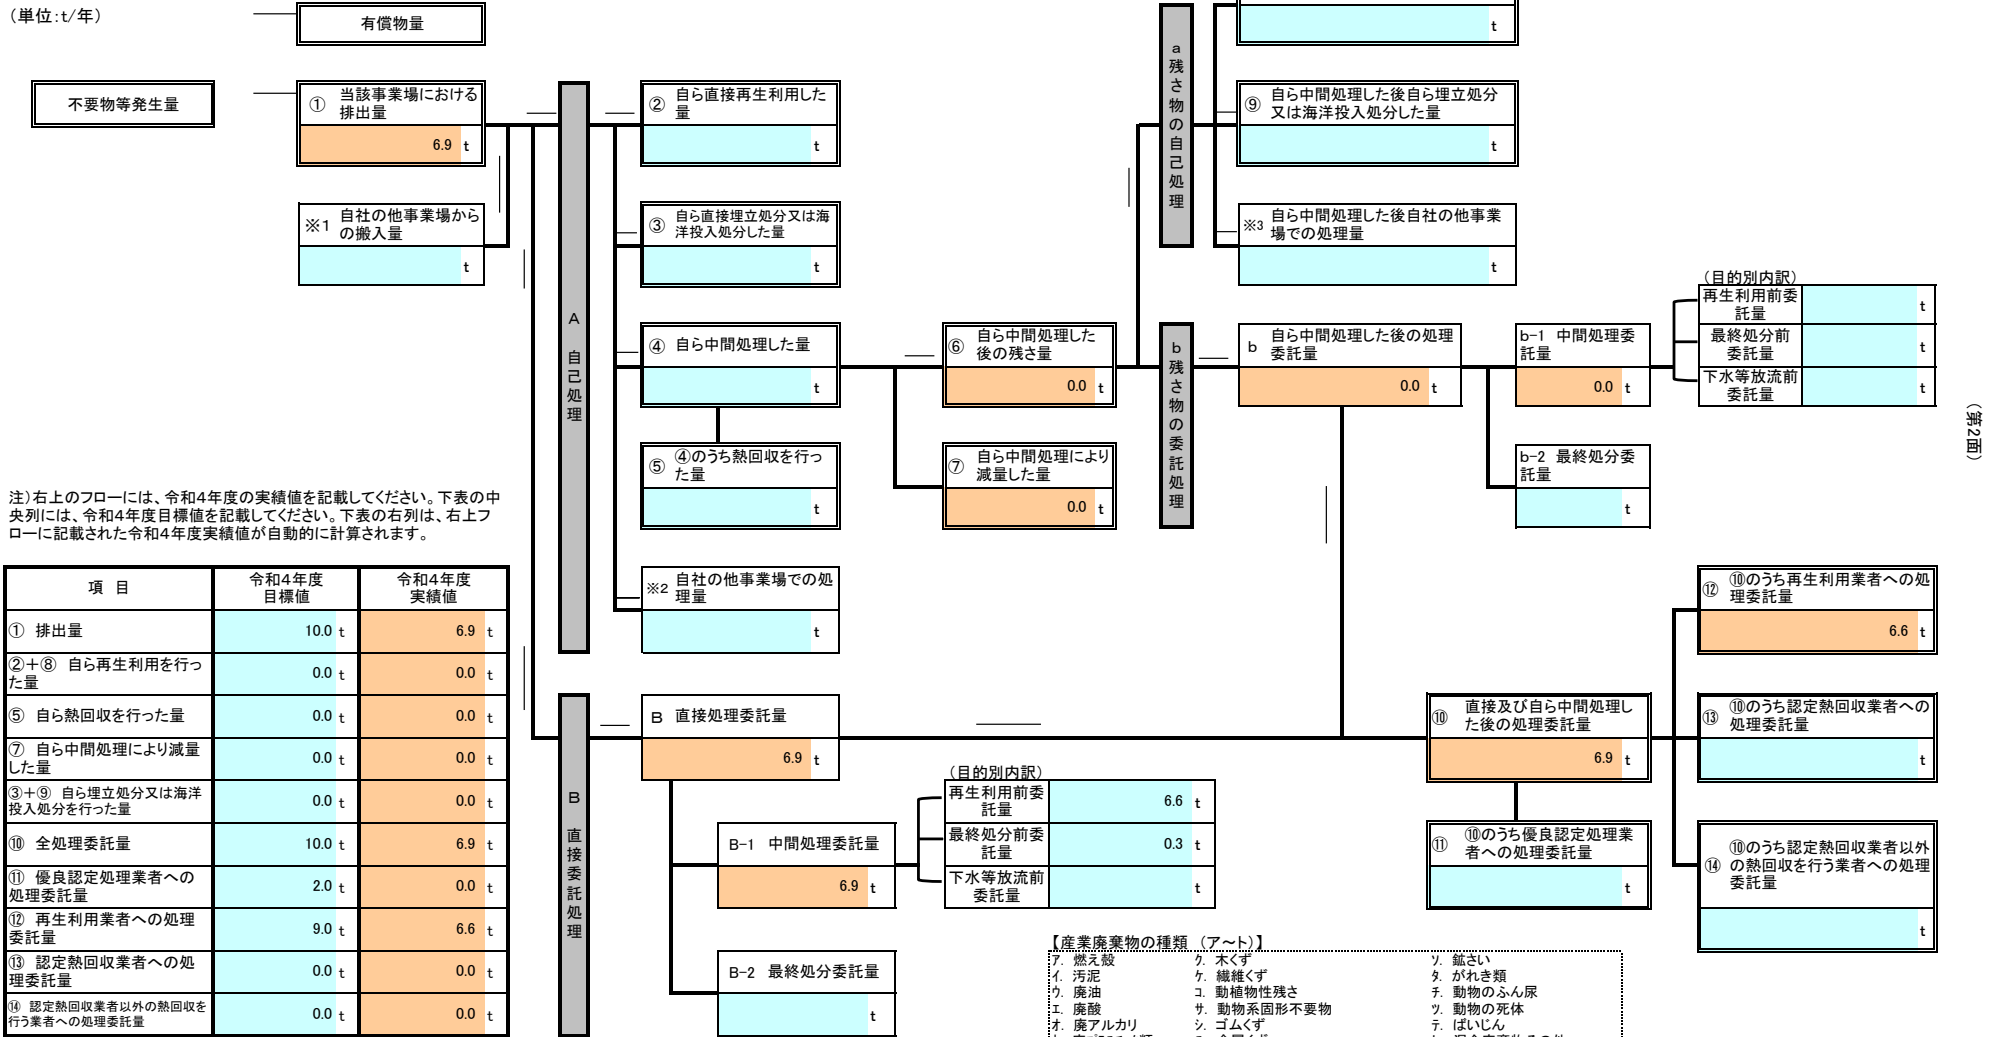 （単位：t/年）
有償物量
t
不要物等発生量
① 当該事業場における
排出量
6.9 t
※1 自社の他事業場から
の搬入量
t
A 自己処理
② 自ら直接再生利用した
量
t
③ 自ら直接埋立処分又は海
洋投入処分した量
t
④ 自ら中間処理した量
t
⑤ ④のうち熱回収を行っ
た量
t
※2 自社の他事業場での処
理量
t
⑥ 自ら中間処理した
後の残さ量
0.0 t
⑦ 自ら中間処理により
減量した量
0.0 t
a 残さ物の自己処理
⑨ 自ら中間処理した後自ら埋立処分
又は海洋投入処分した量
t
※3 自ら中間処理した後自社の他事業
場での処理量
t
b 残さ物の委託処理
b 自ら中間処理した後の処理
委託量
0.0 t
b-1 中間処理委
託量
0.0 t
b-2 最終処分委
託量
t
（目的別内訳）
再生利用前委
託量
t
最終処分前
委託量
t
下水等放流前
委託量
t
（第2面）
注）右上のフローには、令和4年度の実績値を記載してください。下表の中
央列には、令和4年度目標値を記載してください。下表の右列は、右上フ
ローに記載された令和4年度実績値が自動的に計算されます。
項 目 令和4年度
目標値 令和4年度
実績値
① 排出量 10.0 t 6.9 t
②＋⑧ 自ら再生利用を行っ
た量 0.0 t 0.0 t
⑤ 自ら熱回収を行った量 0.0 t 0.0 t
⑦ 自ら中間処理により減量
した量 0.0 t 0.0 t
③＋⑨ 自ら埋立処分又は海洋
投入処分を行った量 0.0 t 0.0 t
⑩ 全処理委託量 10.0 t 6.9 t
⑪ 優良認定処理業者への
処理委託量 2.0 t 0.0 t
⑫ 再生利用業者への処理
委託量 9.0 t 6.6 t
⑬ 認定熱回収業者への処
理委託量 0.0 t 0.0 t
⑭ 認定熱回収業者以外の熱回収を
行う業者への処理委託量 0.0 t 0.0 t
B 直接委託処理
B 直接処理委託量
6.9 t
B-1 中間処理委託量
6.9 t
B-2 最終処分委託量
t
（目的別内訳）
再生利用前委
託量
6.6 t
最終処分前委
託量
0.3 t
下水等放流前
委託量
t
⑩ 直接及び自ら中間処理し
た後の処理委託量
6.9 t
⑪ ⑩のうち優良認定処理業
者への処理委託量
t
⑫ ⑩のうち再生利用業者への処
理委託量
6.6 t
⑬ ⑩のうち認定熱回収業者への
処理委託量
t
⑭ ⑩のうち認定熱回収業者以外
の熱回収を行う業者への処理
委託量
t
【産業廃棄物の種類 （ア～ト）】
ア. 燃え殻 ク. 木くず ソ. 鉱さい
イ. 汚泥 ケ. 繊維くず タ. がれき類
ウ. 廃油 コ. 動植物性残さ チ. 動物のふん尿
エ. 廃酸 サ. 動物系固形不要物 ツ. 動物の死体
オ. 廃アルカリ シ. ゴムくず テ. ばいじん